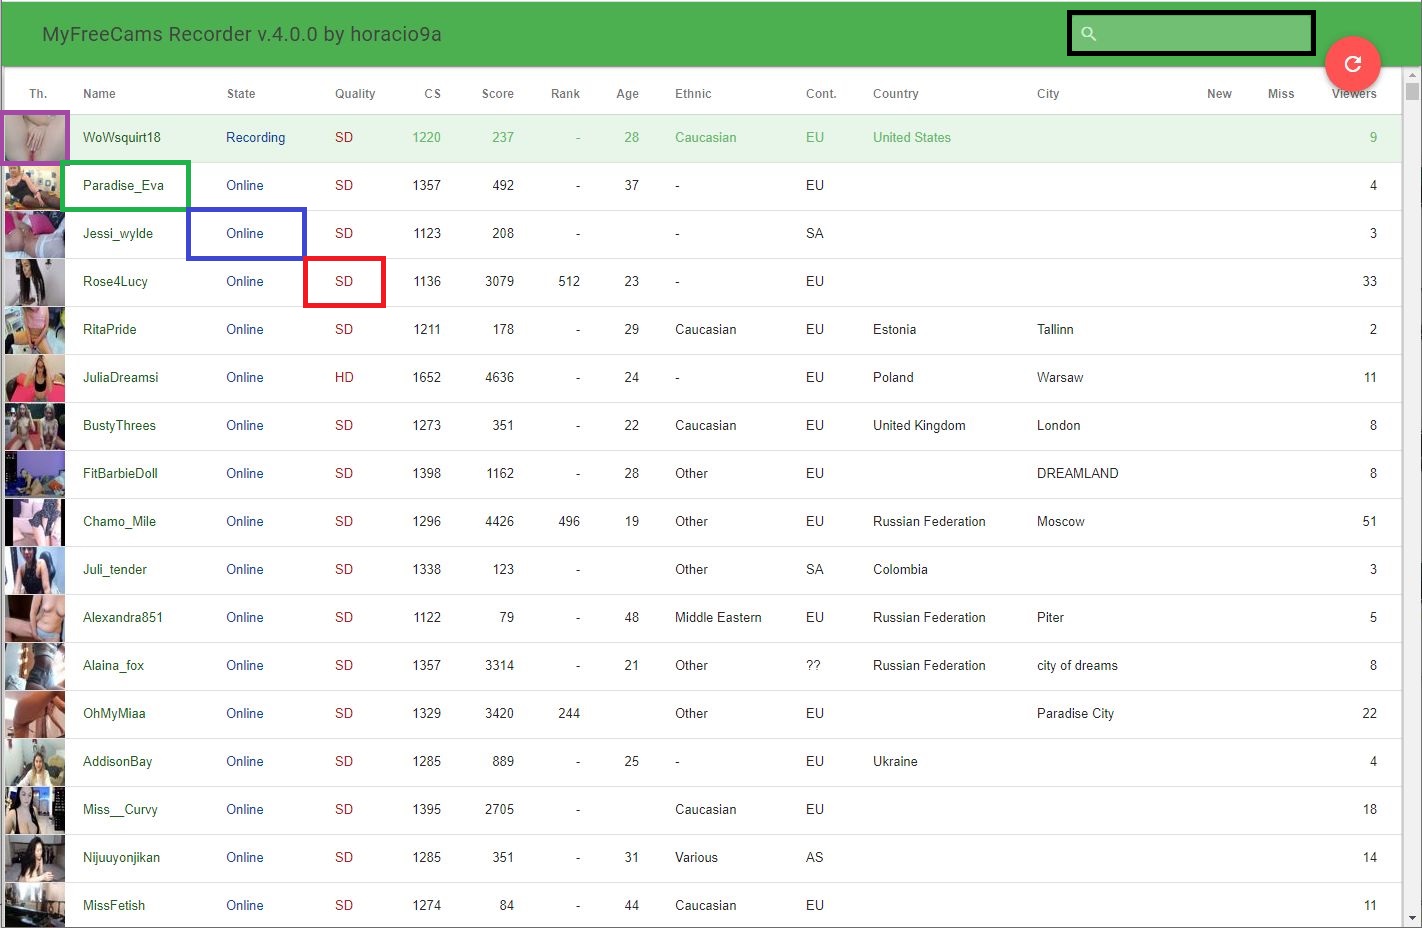 MyFreeCams Recorder v.4.0.0 by horacio9a
Th. Name State Quality CS Score Rank Age Ethnic Cont. Country City New Miss Viewers
WoWsquirt18 Recording SD 1220 237 - 28 Caucasian EU United States 9
Paradise_Eva Online SD 1357 492 - 37 - EU 4
Jessi_wylde Online SD 1123 208 - - SA 3
Rose4Lucy Online SD 1136 3079 512 23 - EU 33
RitaPride Online SD 1211 178 - 29 Caucasian EU Estonia Tallinn 2
JuliaDreamsi Online HD 1652 4636 - 24 - EU Poland Warsaw 11
BustyThrees Online SD 1273 351 - 22 Caucasian EU United Kingdom London 8
FitBarbieDoll Online SD 1398 1162 - 28 Other EU DREAMLAND 8
Chamo_Mile Online SD 1296 4426 496 19 Other EU Russian Federation Moscow 51
Juli_tender Online SD 1338 123 - Other SA Colombia 3
Alexandra851 Online SD 1122 79 - 48 Middle Eastern EU Russian Federation Piter 5
Alaina_fox Online SD 1357 3314 - 21 Other ?? Russian Federation city of dreams 8
OhMyMiaa Online SD 1329 3420 244 Other EU Paradise City 22
AddisonBay Online SD 1285 889 - 25 - EU Ukraine 4
Miss__Curvy Online SD 1395 2705 - Caucasian EU 18
Nijuuyonjikan Online SD 1285 351 - 31 Various AS 14
MissFetish Online SD 1274 84 - 44 Caucasian EU 11